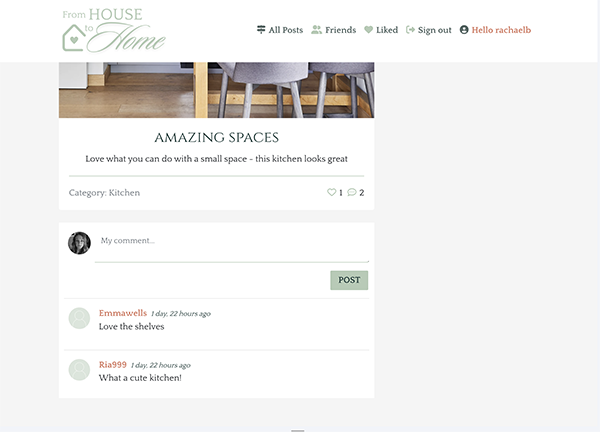 From HOUSE
to Home
All Posts Friends Liked Sign out Hello rachaelb
AMAZING SPACES
Love what you can do with a small space - this kitchen looks great
Category: Kitchen 1 2
My comment...
POST
Emmawells 1 day, 22 hours ago
Love the shelves
Ria999 1 day, 22 hours ago
What a cute kitchen!